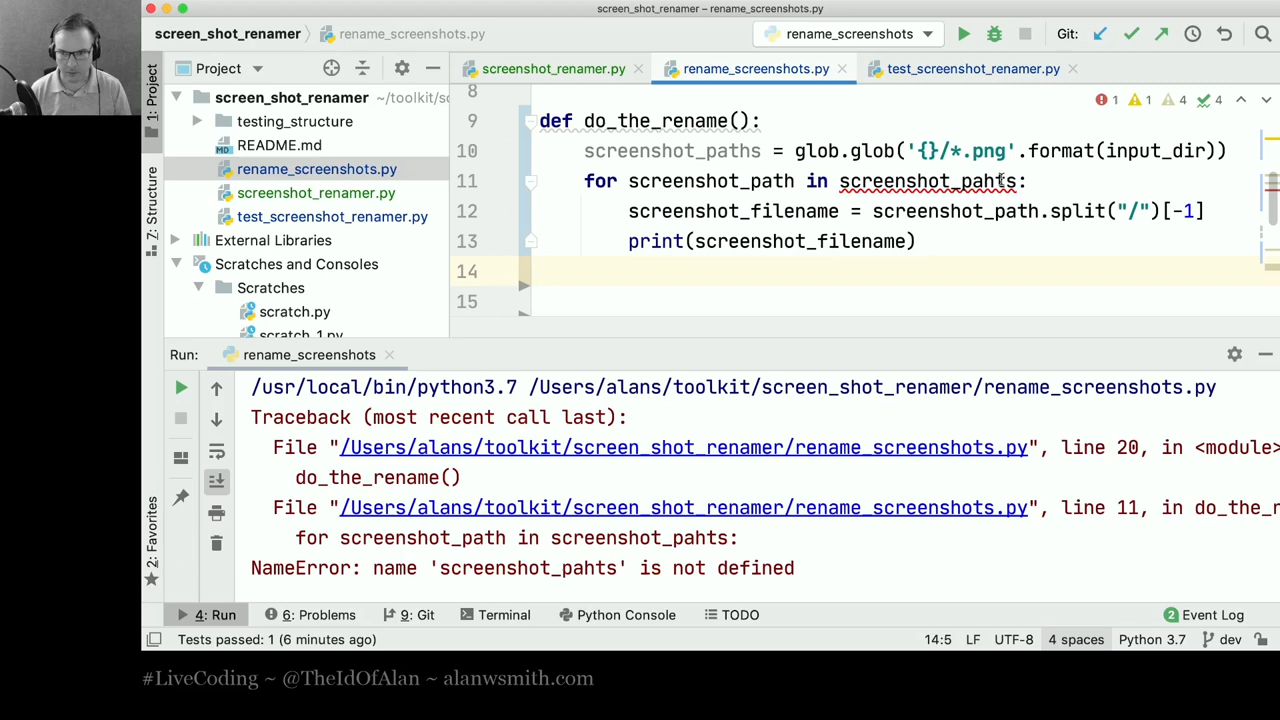 screen_shot_renamer – rename_screenshots.py
screen_shot_renamer
rename_screenshots.py
rename_screenshots
Git:
1: Project
7: Structure
2: Favorites
Project
screenshot_renamer.py
rename_screenshots.py
test_screenshot_renamer.py
screen_shot_renamer ~/toolkit/sc
testing_structure
README.md
rename_screenshots.py
screenshot_renamer.py
test_screenshot_renamer.py
External Libraries
Scratches and Consoles
Scratches
scratch.py
scratch_1.py
1 1 4 4
8
9 def do_the_rename():
10 screenshot_paths = glob.glob('{}/*.png'.format(input_dir))
11 for screenshot_path in screenshot_pahts:
12 screenshot_filename = screenshot_path.split("/")[-1]
13 print(screenshot_filename)
14
15
Run: rename_screenshots
/usr/local/bin/python3.7 /Users/alans/toolkit/screen_shot_renamer/rename_screenshots.py
Traceback (most recent call last):
File "/Users/alans/toolkit/screen_shot_renamer/rename_screenshots.py", line 20, in <module>
do_the_rename()
File "/Users/alans/toolkit/screen_shot_renamer/rename_screenshots.py", line 11, in do_the_r
for screenshot_path in screenshot_pahts:
NameError: name 'screenshot_pahts' is not defined
4: Run 6: Problems 9: Git Terminal Python Console TODO 2 Event Log
Tests passed: 1 (6 minutes ago) 14:5 LF UTF-8 4 spaces Python 3.7 dev
#LiveCoding ~ @TheIdOfAlan ~ alanwsmith.com